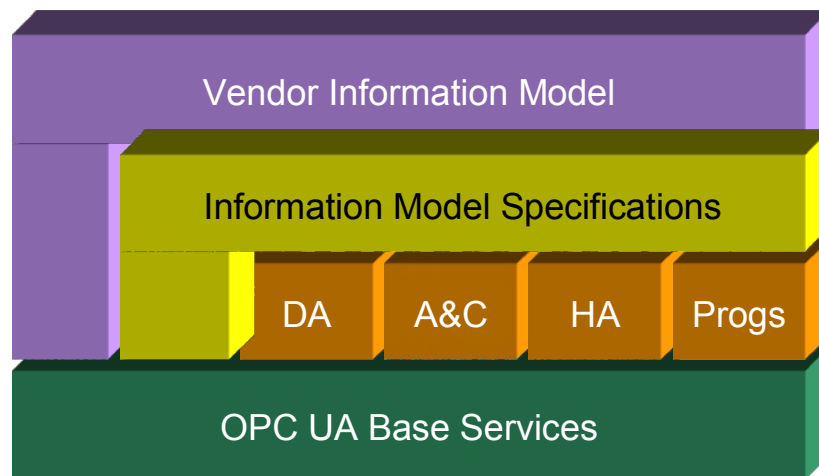 Vendor Information Model
Information Model Specifications
DA A&C HA Progs
OPC UA Base Services